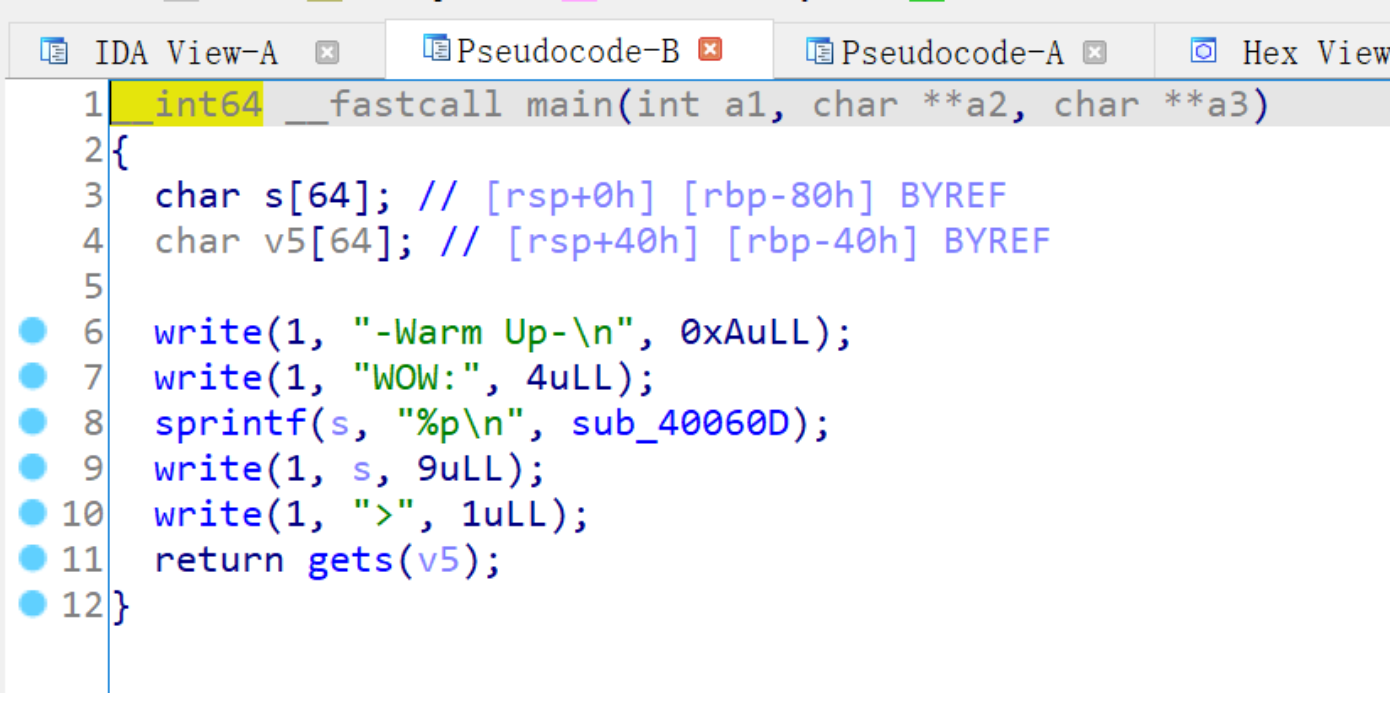 IDA View-A Pseudocode-B Pseudocode-A Hex View
1 __int64 __fastcall main(int a1, char **a2, char **a3)
2 {
3   char s[64]; // [rsp+0h] [rbp-80h] BYREF
4   char v5[64]; // [rsp+40h] [rbp-40h] BYREF
5
6   write(1, "-Warm Up-\n", 0xAuLL);
7   write(1, "WOW:", 4uLL);
8   sprintf(s, "%p\n", sub_40060D);
9   write(1, s, 9uLL);
10   write(1, ">", 1uLL);
11   return gets(v5);
12 }